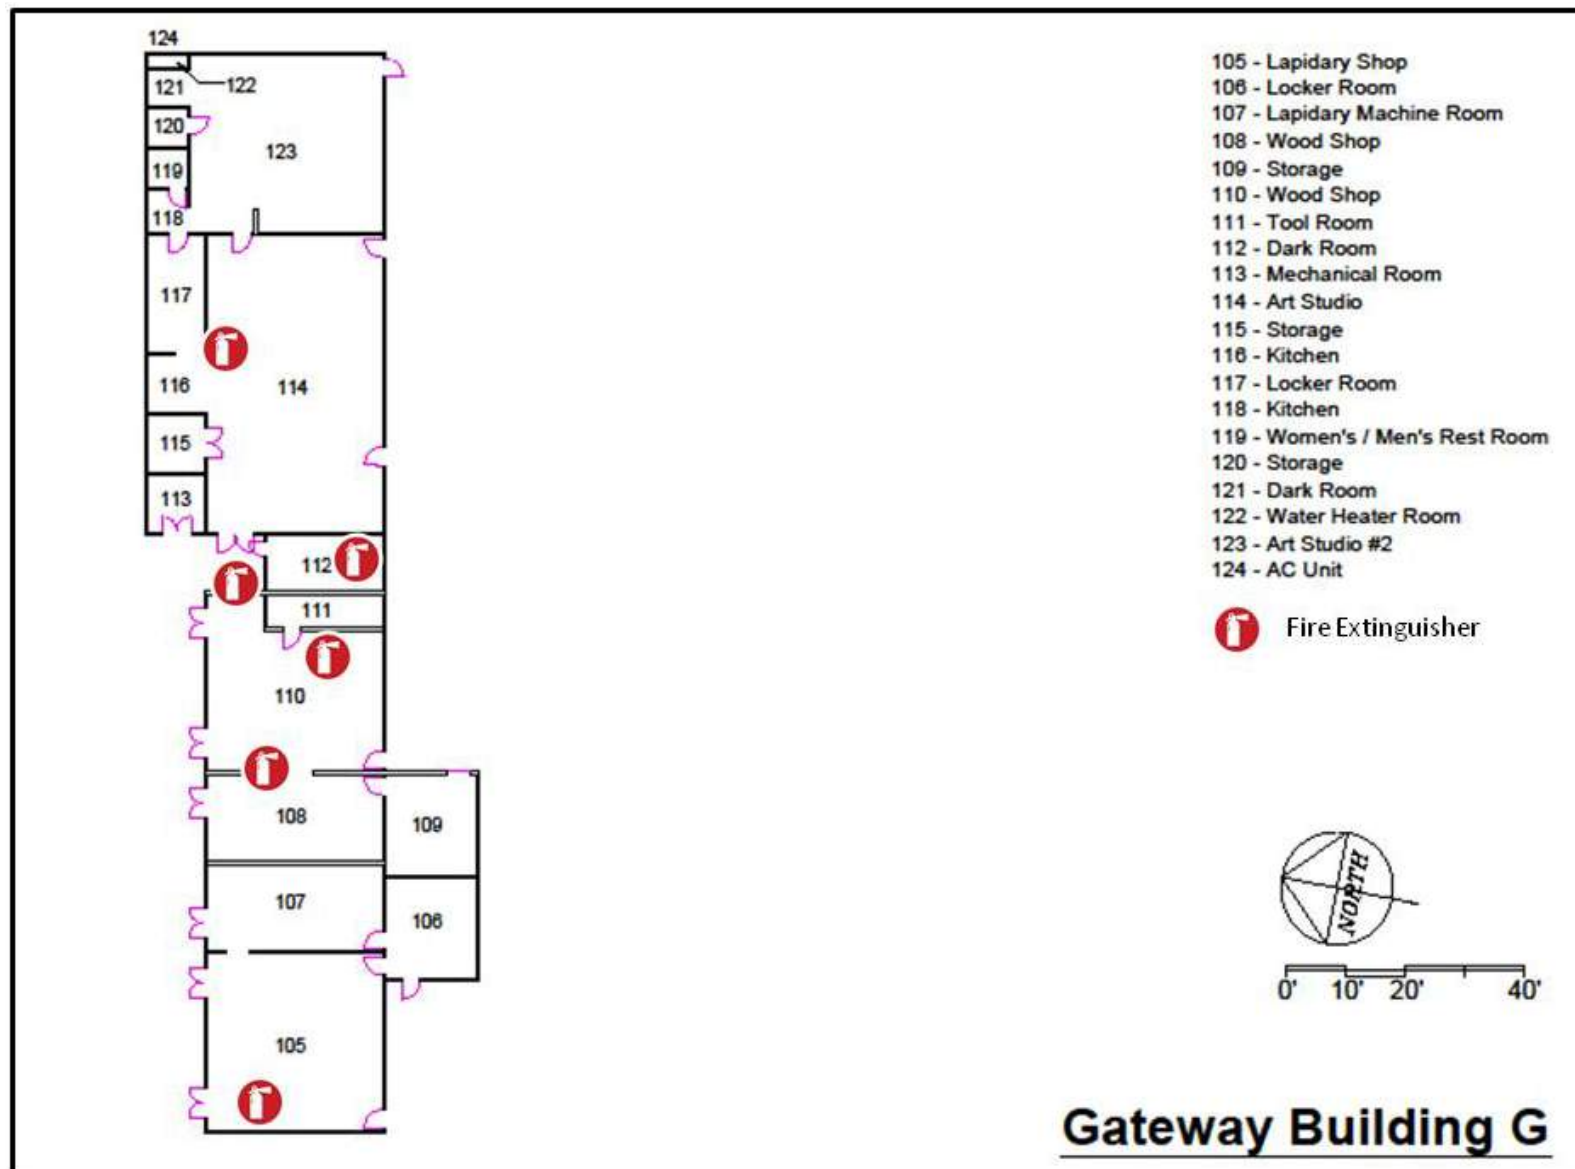 124
121
122
120
123
119
118
117
116
114
115
113
112
111
110
108
109
107
106
105
105 - Lapidary Shop
106 - Locker Room
107 - Lapidary Machine Room
108 - Wood Shop
109 - Storage
110 - Wood Shop
111 - Tool Room
112 - Dark Room
113 - Mechanical Room
114 - Art Studio
115 - Storage
116 - Kitchen
117 - Locker Room
118 - Kitchen
119 - Women's / Men's Rest Room
120 - Storage
121 - Dark Room
122 - Water Heater Room
123 - Art Studio #2
124 - AC Unit
Fire Extinguisher
NORTH
0' 10' 20' 40'
Gateway Building G